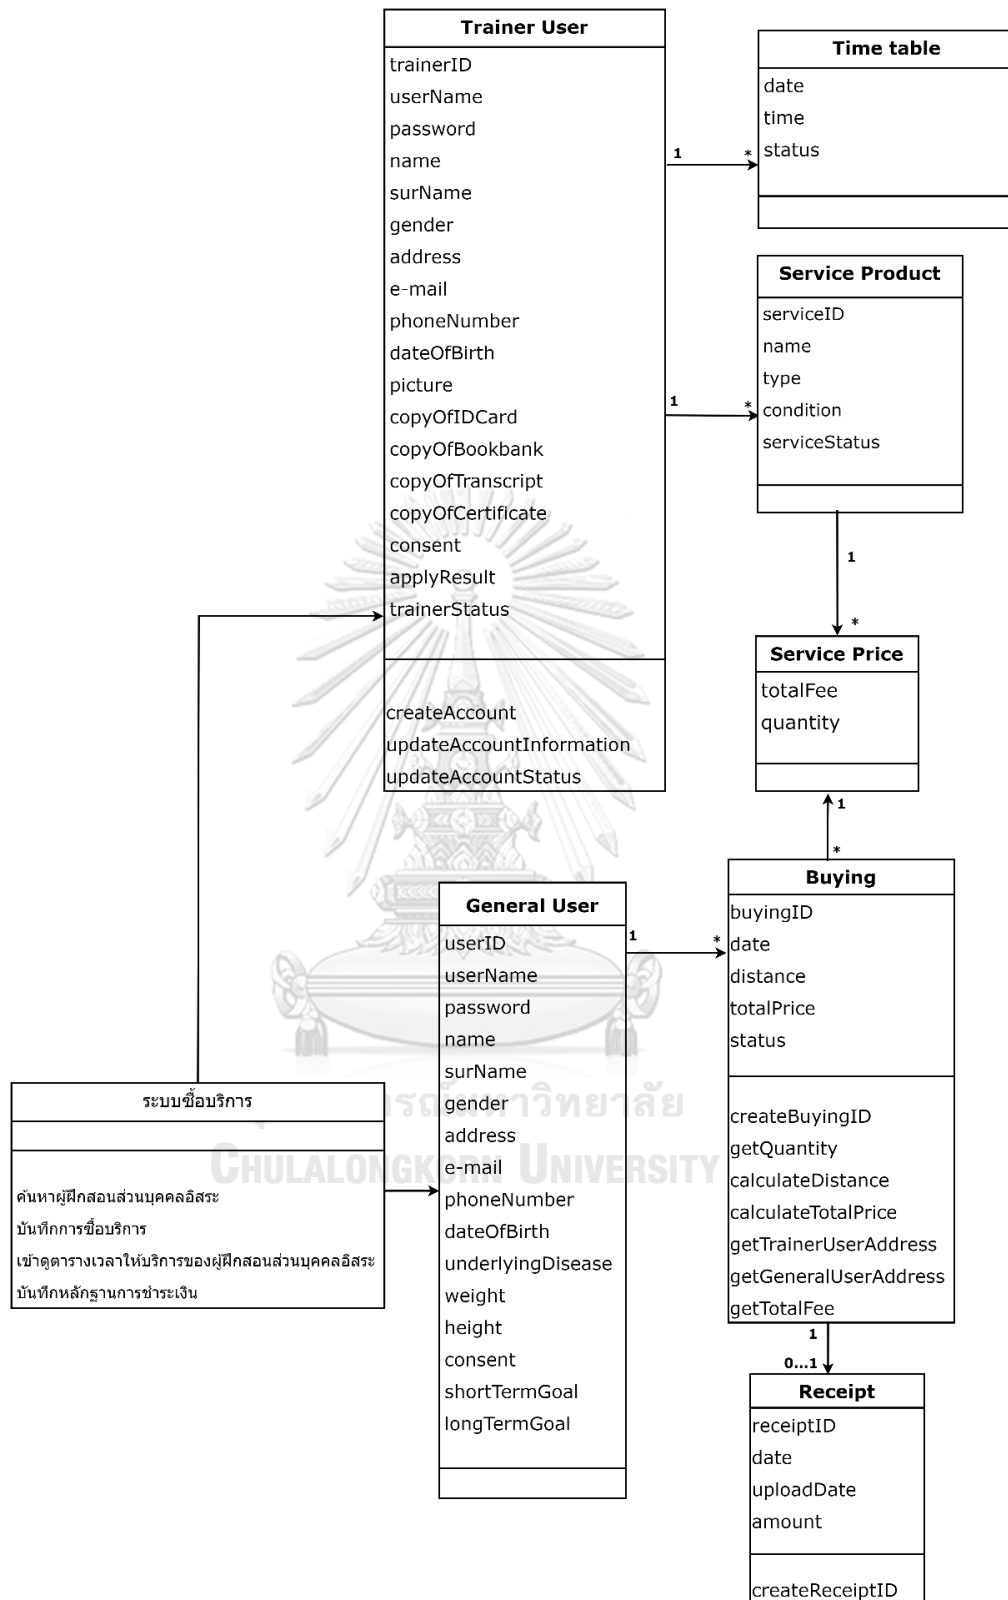 Trainer User
trainerID
userName
password
name
surName
gender
address
e-mail
phoneNumber
dateOfBirth
picture
copyOfIDCard
copyOfBookbank
copyOfTranscript
copyOfCertificate
consent
applyResult
trainerStatus
createAccount
updateAccountInformation
updateAccountStatus
1
*
Time table
date
time
status
1
*
Service Product
serviceID
name
type
condition
serviceStatus
1
*
Service Price
totalFee
quantity
1
*
Buying
buyingID
date
distance
totalPrice
status
createBuyingID
getQuantity
calculateDistance
calculateTotalPrice
getTrainerUserAddress
getGeneralUserAddress
getTotalFee
1
*
General User
userID
userName
password
name
surName
gender
address
e-mail
phoneNumber
dateOfBirth
underlyingDisease
weight
height
consent
shortTermGoal
longTermGoal
ระบบซื้อบริการ
ค้นหาผู้ฝึกสอนส่วนบุคคลอิสระ
บันทึกการซื้อบริการ
เข้าดูตารางเวลาให้บริการของผู้ฝึกสอนส่วนบุคคลอิสระ
บันทึกหลักฐานการชำระเงิน
1
0...1
Receipt
receiptID
date
uploadDate
amount
createReceiptID
CHULALONGKORN UNIVERSITY